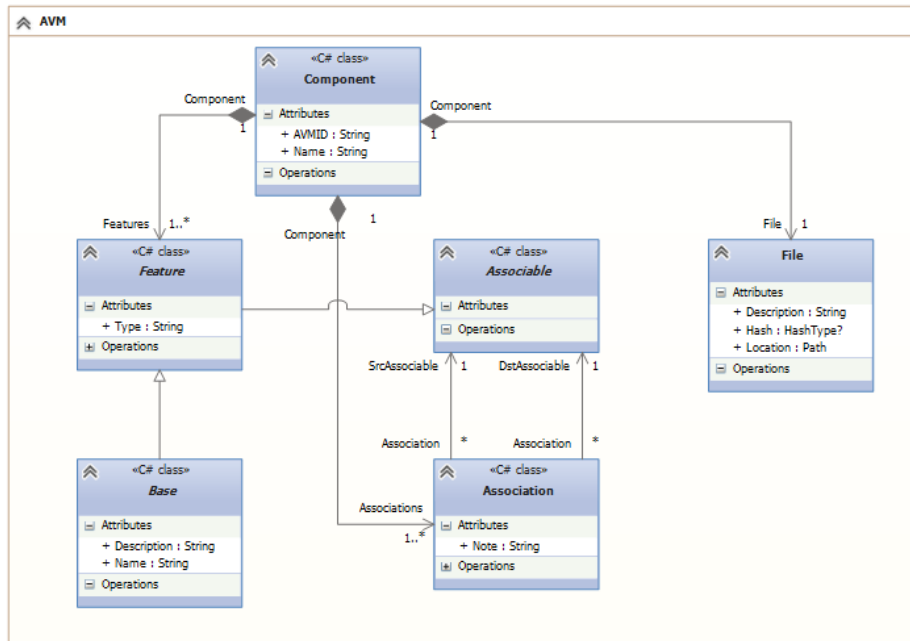 AVM
«C# class»
Component
Attributes
+ AVMID : String
+ Name : String
Operations
Component
1
Component
1
1
Component
Features
1..*
File
1
«C# class»
Feature
Attributes
+ Type : String
Operations
«C# class»
Associable
Attributes
Operations
File
Attributes
+ Description : String
+ Hash : HashType?
+ Location : Path
Operations
SrcAssociable
1
DstAssociable
1
Association
*
Association
*
«C# class»
Base
Attributes
+ Description : String
+ Name : String
Operations
Associations
1..*
«C# class»
Association
Attributes
+ Note : String
Operations